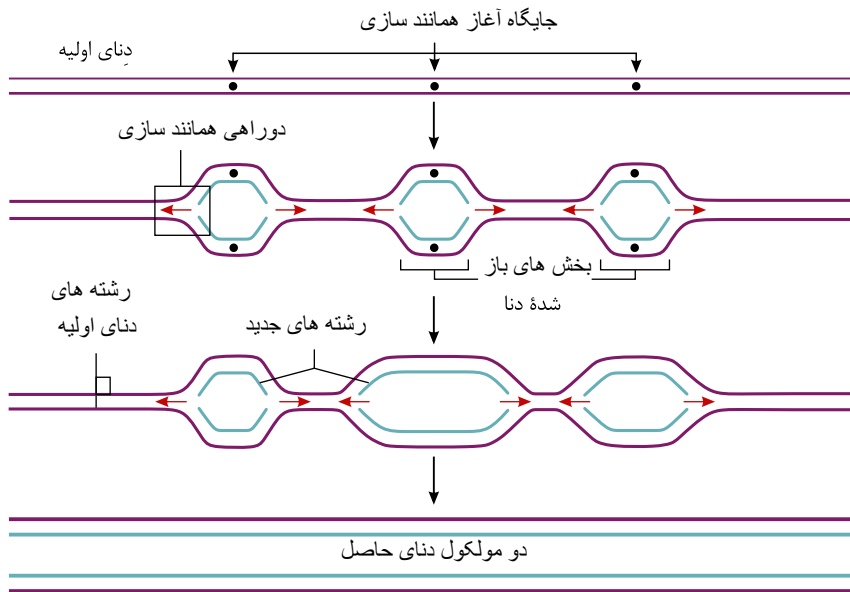 جایگاه آغاز همانند سازی
دِنای اولیه
دوراهی همانند سازی
بخش های باز
شدهٔ دنا
رشته های
دنای اولیه
رشته های جدید
دو مولکول دنای حاصل